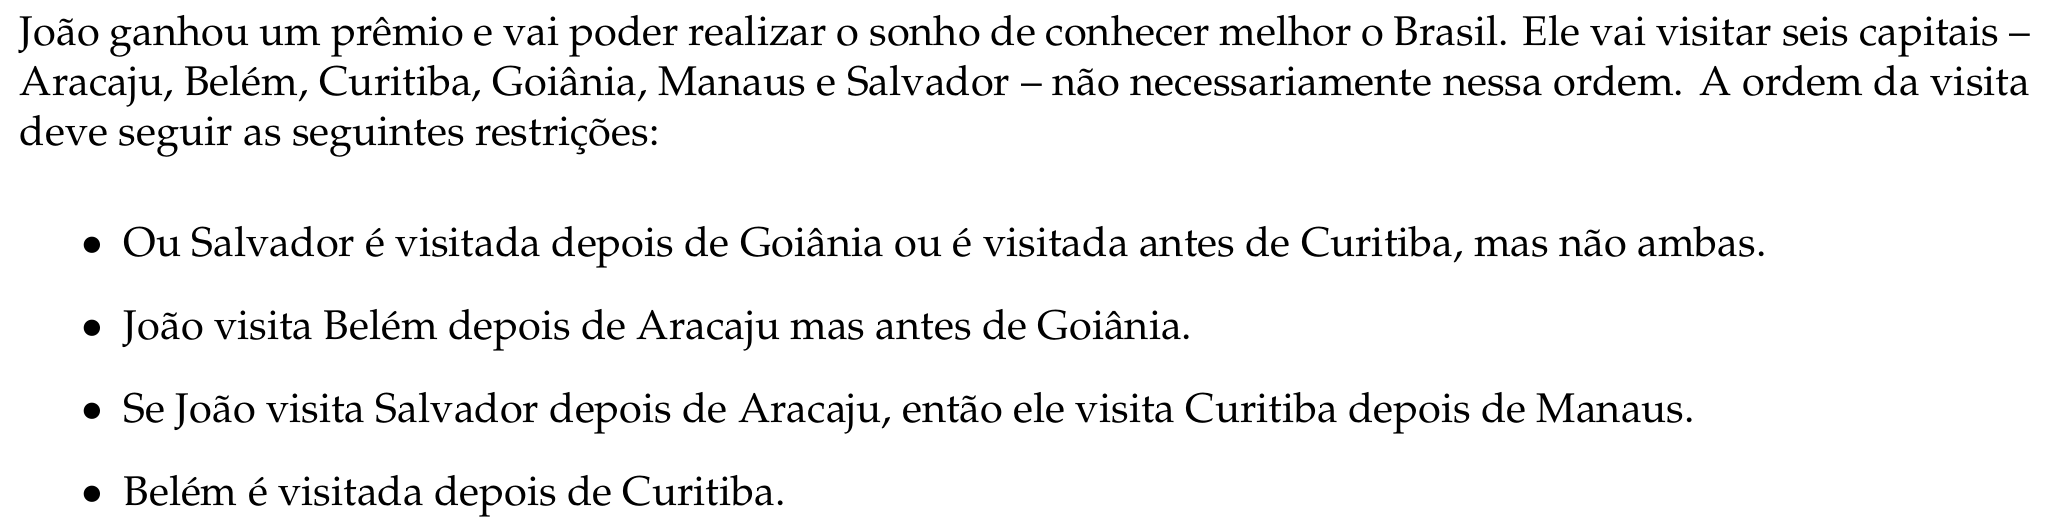 João ganhou um prêmio e vai poder realizar o sonho de conhecer melhor o Brasil. Ele vai visitar seis capitais –
Aracaju, Belém, Curitiba, Goiânia, Manaus e Salvador – não necessariamente nessa ordem. A ordem da visita
deve seguir as seguintes restrições:
• Ou Salvador é visitada depois de Goiânia ou é visitada antes de Curitiba, mas não ambas.
• João visita Belém depois de Aracaju mas antes de Goiânia.
• Se João visita Salvador depois de Aracaju, então ele visita Curitiba depois de Manaus.
• Belém é visitada depois de Curitiba.